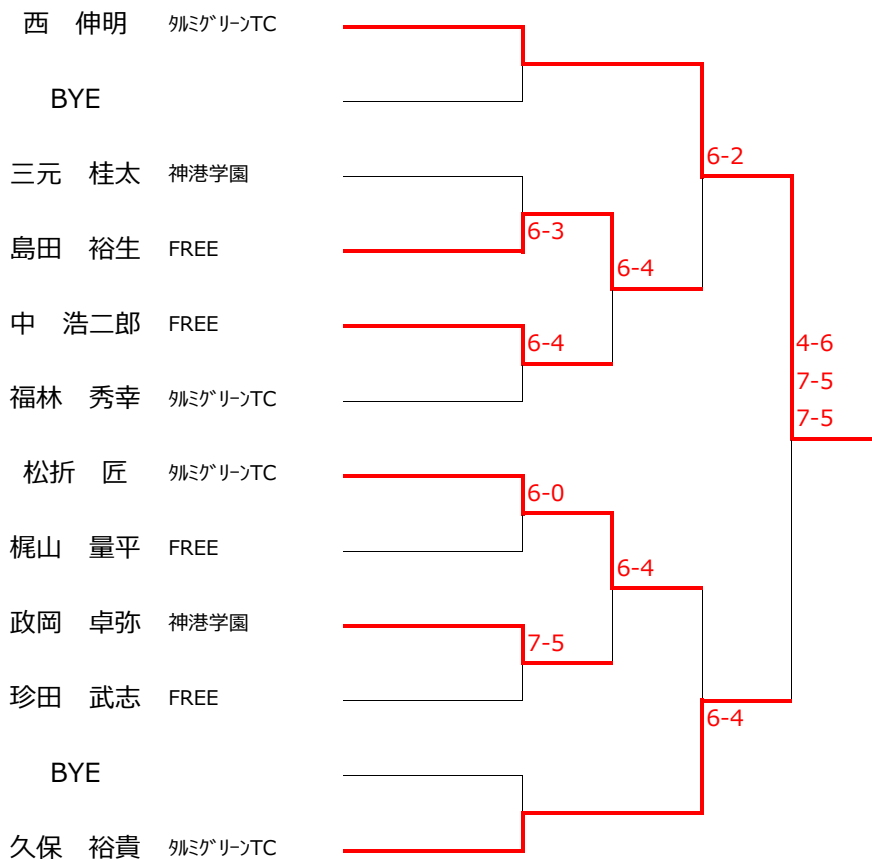 西　伸明　ﾀﾙﾐｸﾞﾘｰﾝTC
BYE
三元　桂太　神港学園
6-2
島田　裕生　FREE
6-3
6-4
中　浩二郎　FREE
6-4
4-6
7-5
福林　秀幸　ﾀﾙﾐｸﾞﾘｰﾝTC
7-5
松折　匠　ﾀﾙﾐｸﾞﾘｰﾝTC
6-0
梶山　量平　FREE
6-4
政岡　卓弥　神港学園
7-5
珍田　武志　FREE
6-4
BYE
久保　裕貴　ﾀﾙﾐｸﾞﾘｰﾝTC